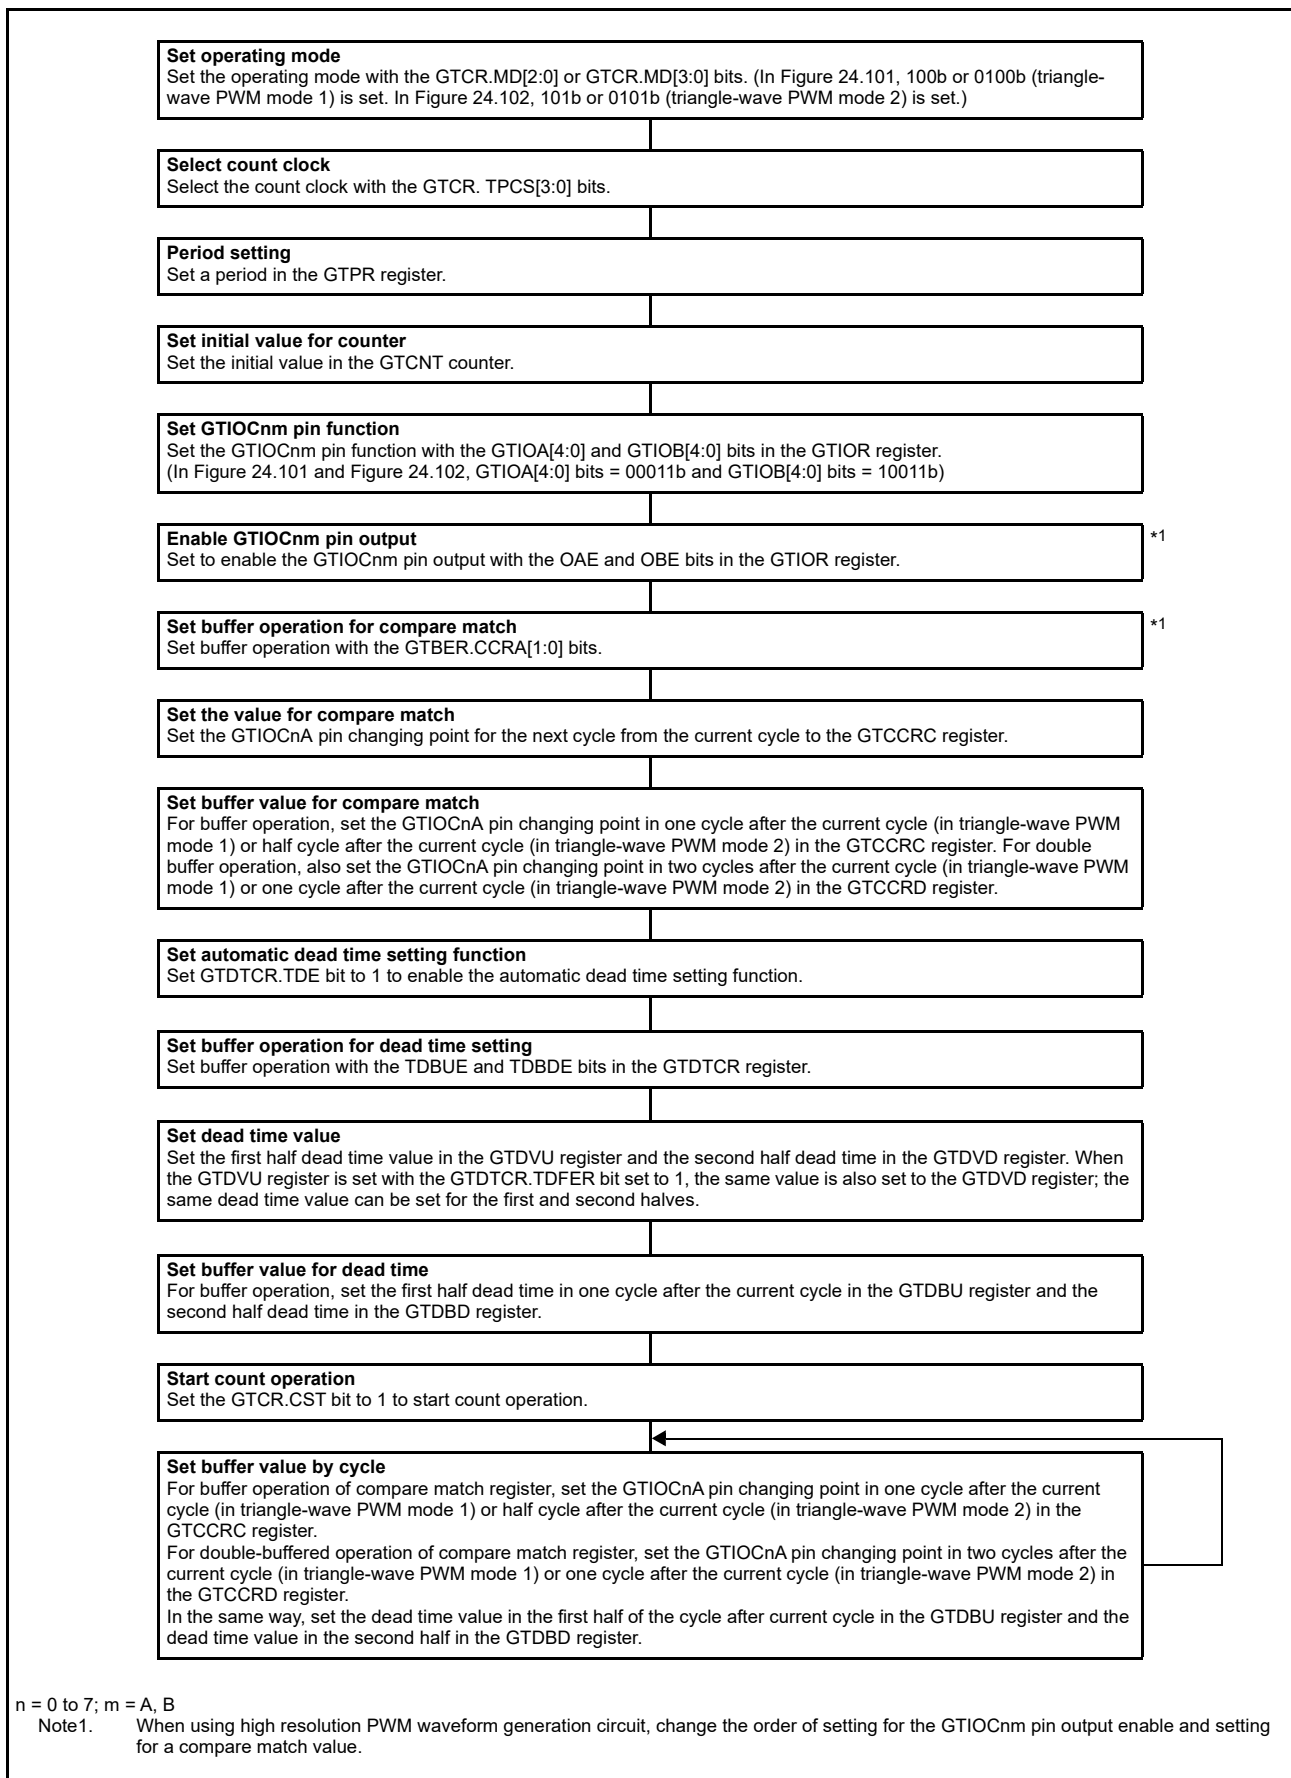 Set operating mode
Set the operating mode with the GTCR.MD[2:0] or GTCR.MD[3:0] bits. (In Figure 24.101, 100b or 0100b (triangle-
wave PWM mode 1) is set. In Figure 24.102, 101b or 0101b (triangle-wave PWM mode 2) is set.)
Select count clock
Select the count clock with the GTCR. TPCS[3:0] bits.
Period setting
Set a period in the GTPR register.
Set initial value for counter
Set the initial value in the GTCNT counter.
Set GTIOCnm pin function
Set the GTIOCnm pin function with the GTIOA[4:0] and GTIOB[4:0] bits in the GTIOR register.
(In Figure 24.101 and Figure 24.102, GTIOA[4:0] bits = 00011b and GTIOB[4:0] bits = 10011b)
Enable GTIOCnm pin output *1
Set to enable the GTIOCnm pin output with the OAE and OBE bits in the GTIOR register.
Set buffer operation for compare match *1
Set buffer operation with the GTBER.CCRA[1:0] bits.
Set the value for compare match
Set the GTIOCnA pin changing point for the next cycle from the current cycle to the GTCCRC register.
Set buffer value for compare match
For buffer operation, set the GTIOCnA pin changing point in one cycle after the current cycle (in triangle-wave PWM
mode 1) or half cycle after the current cycle (in triangle-wave PWM mode 2) in the GTCCRC register. For double
buffer operation, also set the GTIOCnA pin changing point in two cycles after the current cycle (in triangle-wave PWM
mode 1) or one cycle after the current cycle (in triangle-wave PWM mode 2) in the GTCCRD register.
Set automatic dead time setting function
Set GTDTCR.TDE bit to 1 to enable the automatic dead time setting function.
Set buffer operation for dead time setting
Set buffer operation with the TDBUE and TDBDE bits in the GTDTCR register.
Set dead time value
Set the first half dead time value in the GTDVU register and the second half dead time in the GTDVD register. When
the GTDVU register is set with the GTDTCR.TDFER bit set to 1, the same value is also set to the GTDVD register; the
same dead time value can be set for the first and second halves.
Set buffer value for dead time
For buffer operation, set the first half dead time in one cycle after the current cycle in the GTDBU register and the
second half dead time in the GTDBD register.
Start count operation
Set the GTCR.CST bit to 1 to start count operation.
Set buffer value by cycle
For buffer operation of compare match register, set the GTIOCnA pin changing point in one cycle after the current
cycle (in triangle-wave PWM mode 1) or half cycle after the current cycle (in triangle-wave PWM mode 2) in the
GTCCRC register.
For double-buffered operation of compare match register, set the GTIOCnA pin changing point in two cycles after the
current cycle (in triangle-wave PWM mode 1) or one cycle after the current cycle (in triangle-wave PWM mode 2) in
the GTCCRD register.
In the same way, set the dead time value in the first half of the cycle after current cycle in the GTDBU register and the
dead time value in the second half in the GTDBD register.
n = 0 to 7; m = A, B
Note1. When using high resolution PWM waveform generation circuit, change the order of setting for the GTIOCnm pin output enable and setting
for a compare match value.